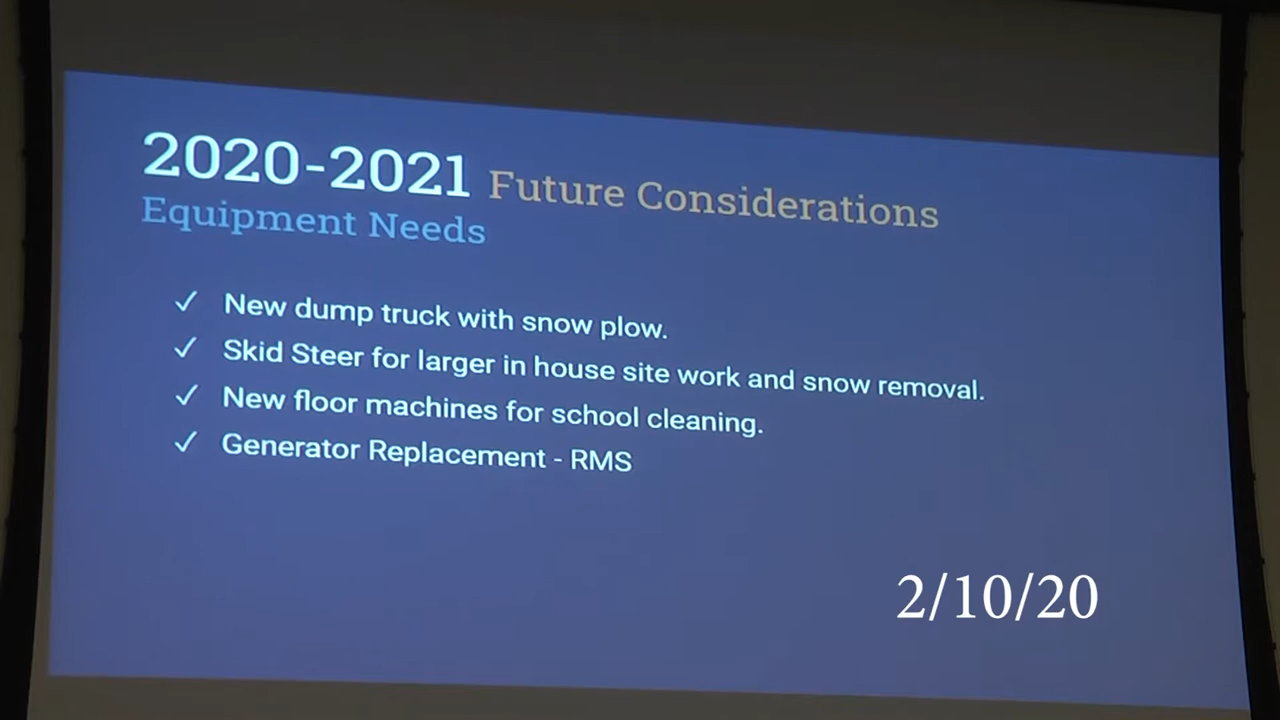 2020-2021 Future Considerations
Equipment Needs
✓ New dump truck with snow plow.
✓ Skid Steer for larger in house site work and snow removal.
✓ New floor machines for school cleaning.
✓ Generator Replacement - RMS
2/10/20